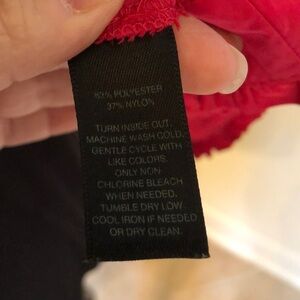 63% POLYESTER
37% NYLON
TURN INSIDE OUT.
MACHINE WASH COLD,
GENTLE CYCLE WITH
LIKE COLORS.
ONLY NON-
CHLORINE BLEACH
WHEN NEEDED.
TUMBLE DRY LOW.
COOL IRON IF NEEDED
OR DRY CLEAN.